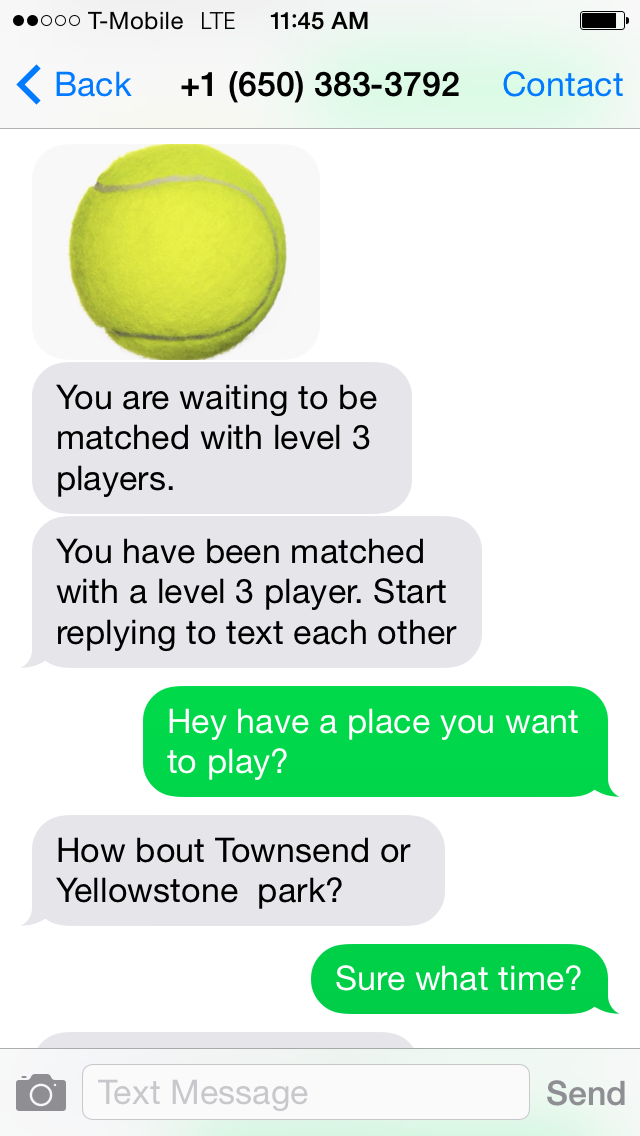 T-Mobile LTE 11:45 AM
Back +1 (650) 383-3792 Contact
You are waiting to be
matched with level 3
players.
You have been matched
with a level 3 player. Start
replying to text each other
Hey have a place you want
to play?
How bout Townsend or
Yellowstone  park?
Sure what time?
Text Message Send